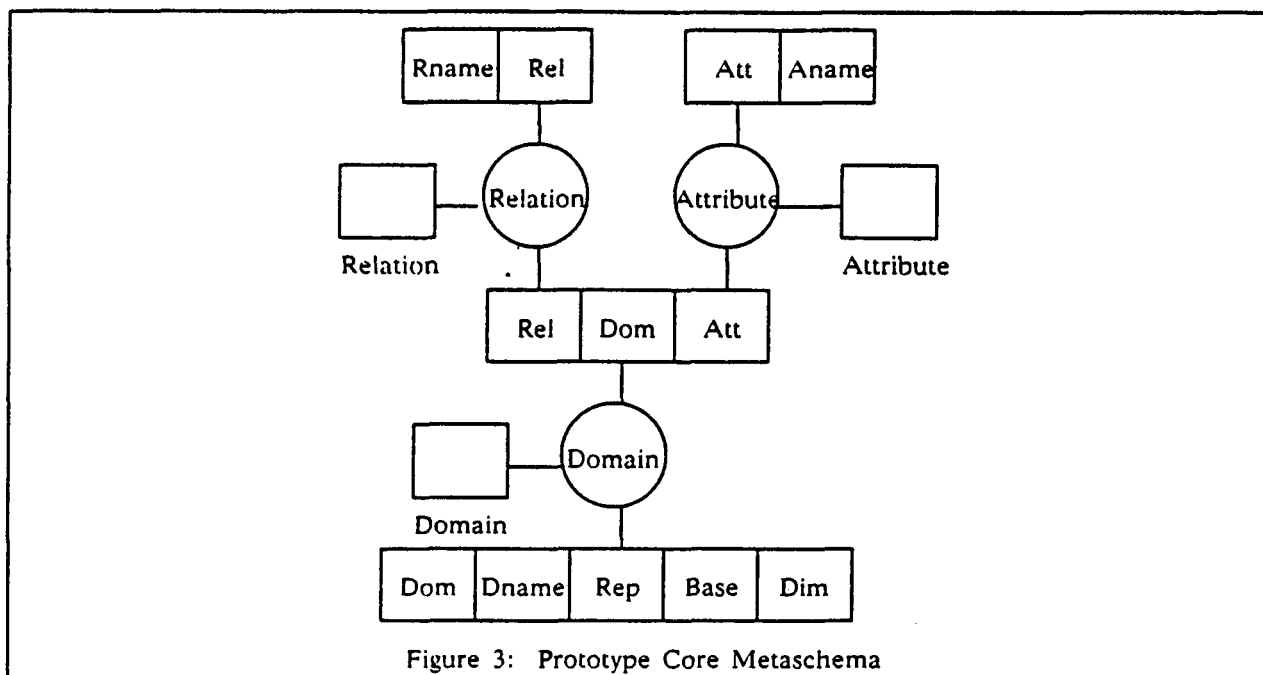 Rname Rel Att Aname
Relation Attribute
Relation Attribute
Rel Dom Att
Domain
Domain
Dom Dname Rep Base Dim
Figure 3: Prototype Core Metaschema